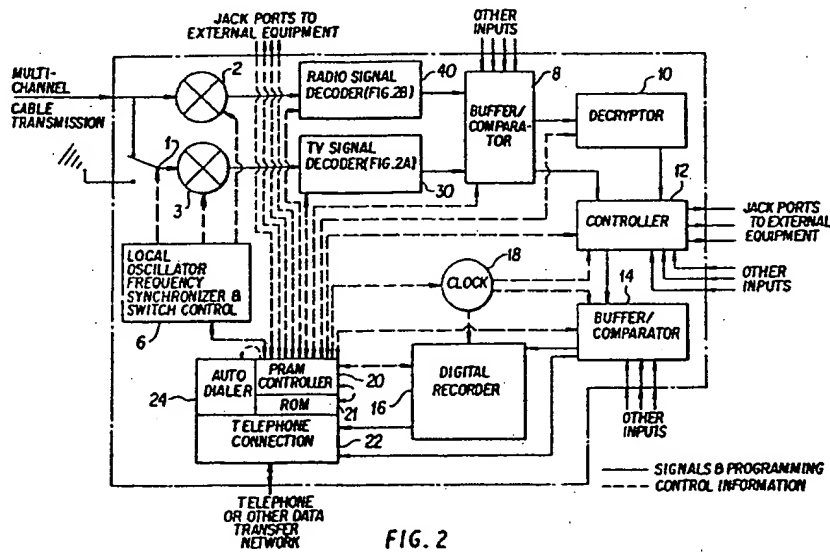 JACK PORTS TO
EXTERNAL EQUIPMENT
OTHER
INPUTS
MULTI-
CHANNEL
CABLE TRANSMISSION
2
RADIO SIGNAL
DECODER(FIG.2B)
40
8
BUFFER/
COMPARA-
TOR
10
DECRYPTOR
1
3
TV SIGNAL
DECODER(FIG.2A)
30
12
CONTROLLER
JACK PORTS
TO EXTERNAL
EQUIPMENT
OTHER
INPUTS
LOCAL
OSCILLATOR
FREQUENCY
SYNCHRONIZER &
SWITCH CONTROL
6
18
CLOCK
14
BUFFER/
COMPARATOR
OTHER
INPUTS
24
AUTO
DIALER
PRAM
CONTROLLER
20
ROM
21
TELEPHONE
CONNECTION
22
16
DIGITAL
RECORDER
TELEPHONE
OR OTHER DATA
TRANSFER
NETWORK
SIGNALS & PROGRAMMING
CONTROL INFORMATION
FIG. 2